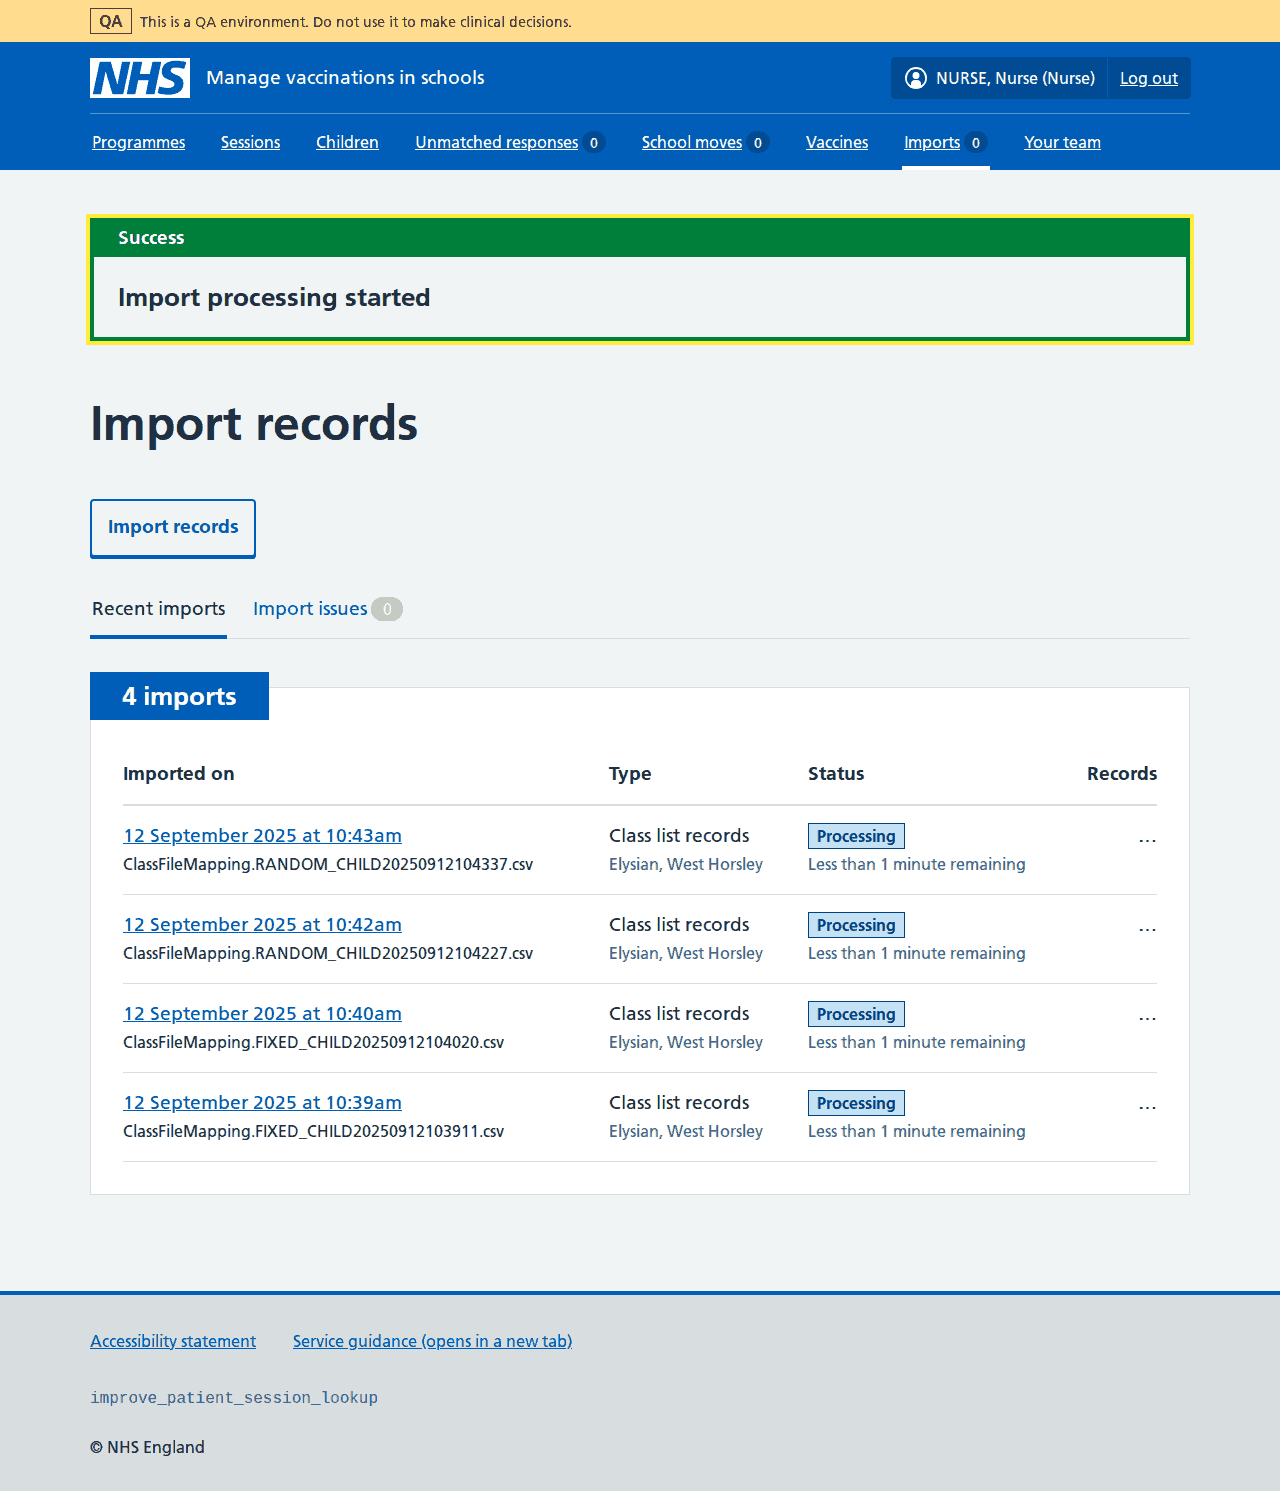 QA This is a QA environment. Do not use it to make clinical decisions.
NHS Manage vaccinations in schools NURSE, Nurse (Nurse) Log out
Programmes Sessions Children Unmatched responses 0 School moves 0 Vaccines Imports 0 Your team
Success
Import processing started
Import records
Import records
Recent imports Import issues 0
4 imports
Imported on Type Status Records
12 September 2025 at 10:43am Class list records Processing ...
ClassFileMapping.RANDOM_CHILD20250912104337.csv Elysian, West Horsley Less than 1 minute remaining
12 September 2025 at 10:42am Class list records Processing ...
ClassFileMapping.RANDOM_CHILD20250912104227.csv Elysian, West Horsley Less than 1 minute remaining
12 September 2025 at 10:40am Class list records Processing ...
ClassFileMapping.FIXED_CHILD20250912104020.csv Elysian, West Horsley Less than 1 minute remaining
12 September 2025 at 10:39am Class list records Processing ...
ClassFileMapping.FIXED_CHILD20250912103911.csv Elysian, West Horsley Less than 1 minute remaining
Accessibility statement Service guidance (opens in a new tab)
improve_patient_session_lookup
© NHS England